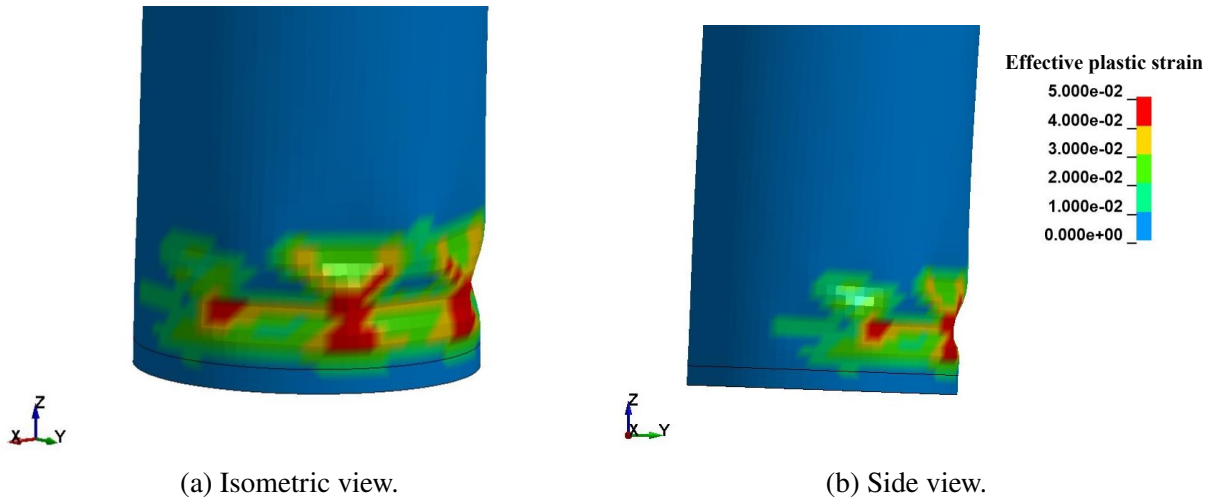 Effective plastic strain
5.000e-02
4.000e-02
3.000e-02
2.000e-02
1.000e-02
0.000e+00
Z
X
Y
Z
X
Y
(a) Isometric view.
(b) Side view.